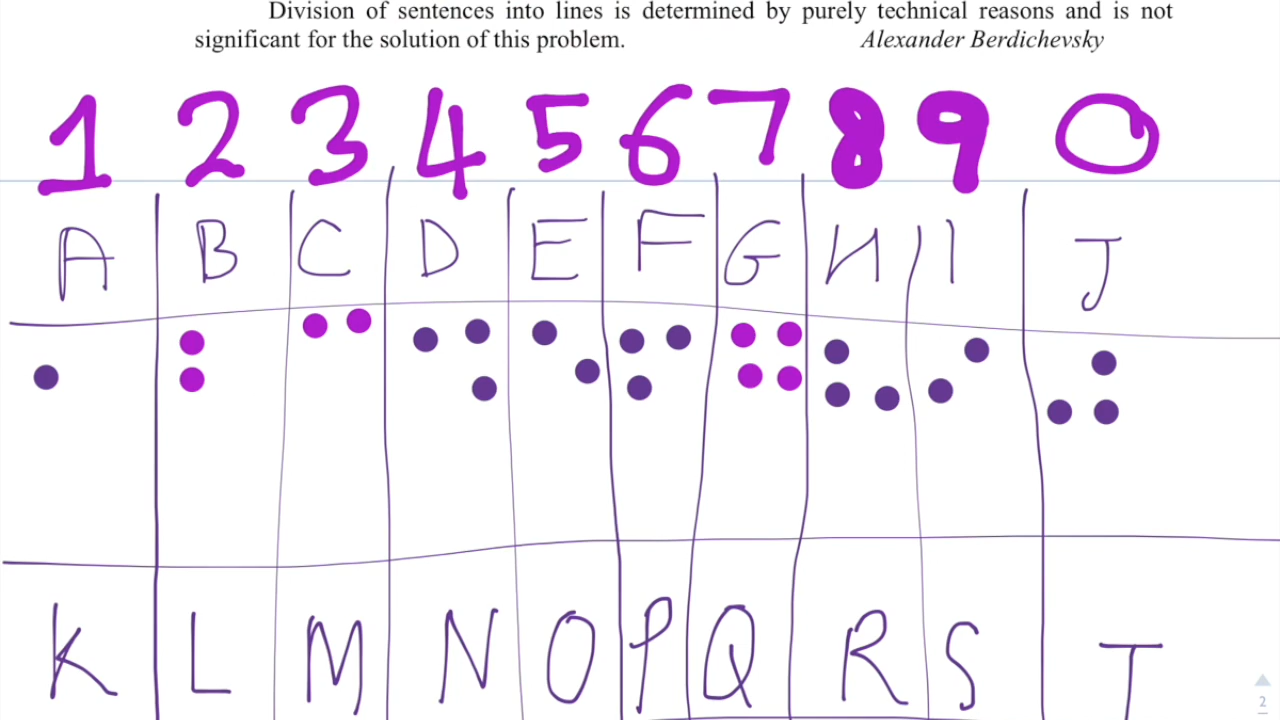 Division of sentences into lines is determined by purely technical reasons and is not
significant for the solution of this problem. Alexander Berdichevsky
1 2 3 4 5 6 7 8 9 0
A B C D E F G H I J
K L M N O P Q R S T
2